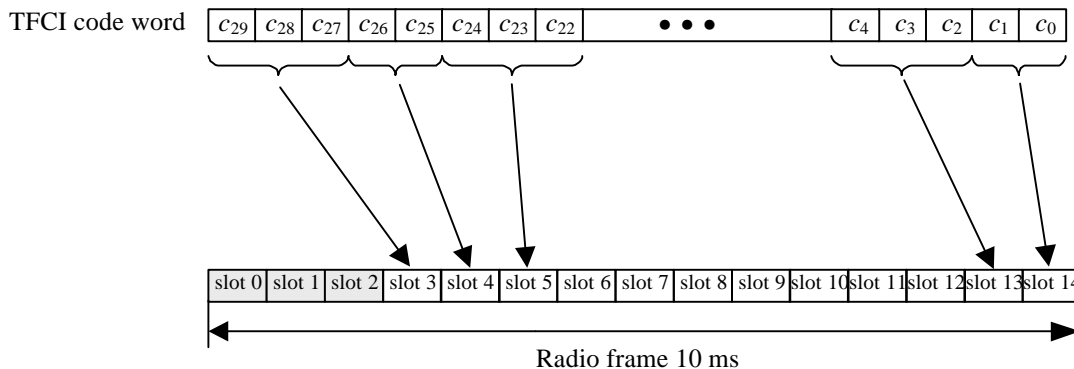 TFCI code word c29 c28 c27 c26 c25 c24 c23 c22 • • • c4 c3 c2 c1 c0
slot 0 slot 1 slot 2 slot 3 slot 4 slot 5 slot 6 slot 7 slot 8 slot 9 slot 10 slot 11 slot 12 slot 13 slot 14
Radio frame 10 ms